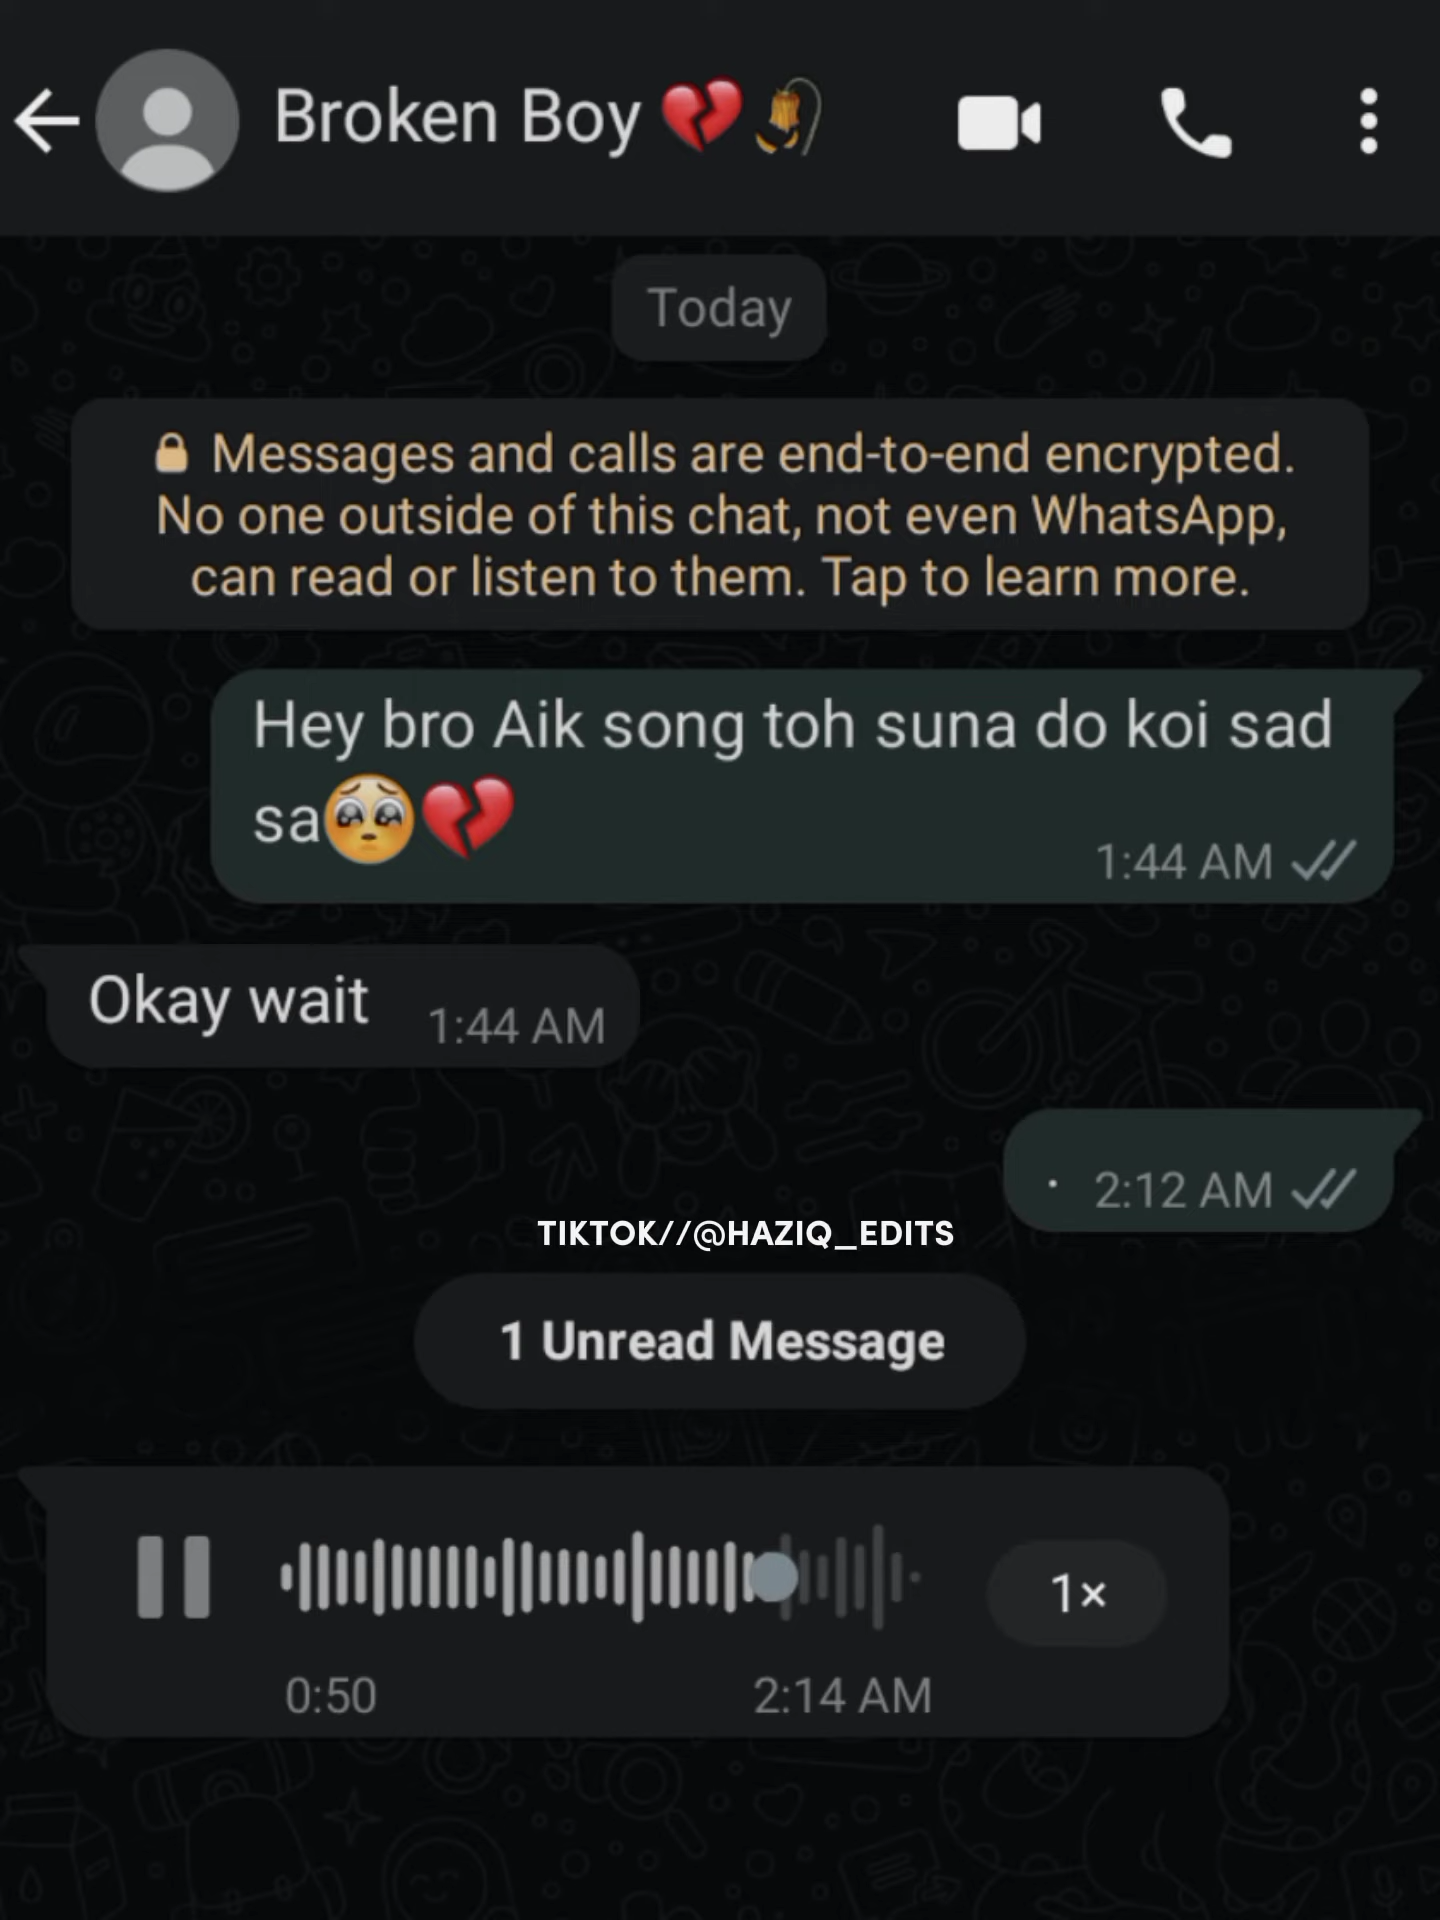 Broken Boy 💔🥀
Today
🔒 Messages and calls are end-to-end encrypted.
No one outside of this chat, not even WhatsApp,
can read or listen to them. Tap to learn more.
Hey bro Aik song toh suna do koi sad
sa🥺💔
1:44 AM
Okay wait 1:44 AM
. 2:12 AM
TIKTOK//@HAZIQ_EDITS
1 Unread Message
1×
0:50 2:14 AM